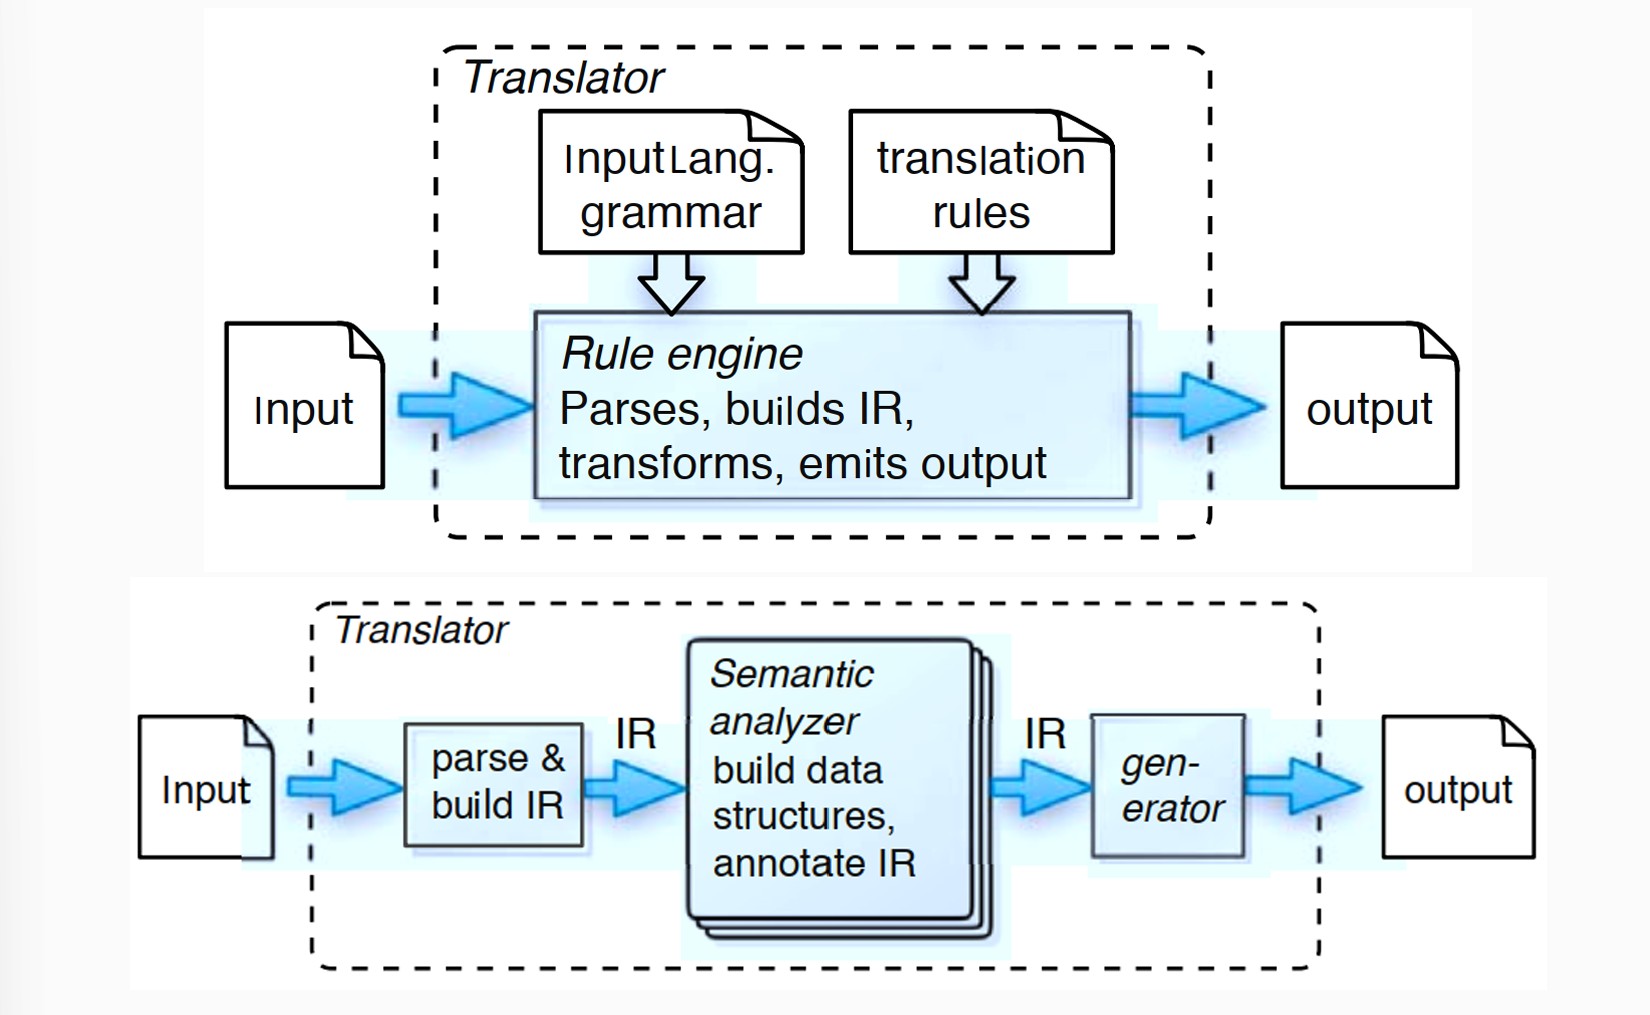 Translator
Input Lang.
grammar
translation
rules
Input
Rule engine
Parses, builds IR,
transforms, emits output
output
Translator
Input
parse &
build IR
IR
Semantic
analyzer
build data
structures,
annotate IR
IR
gen-
erator
output